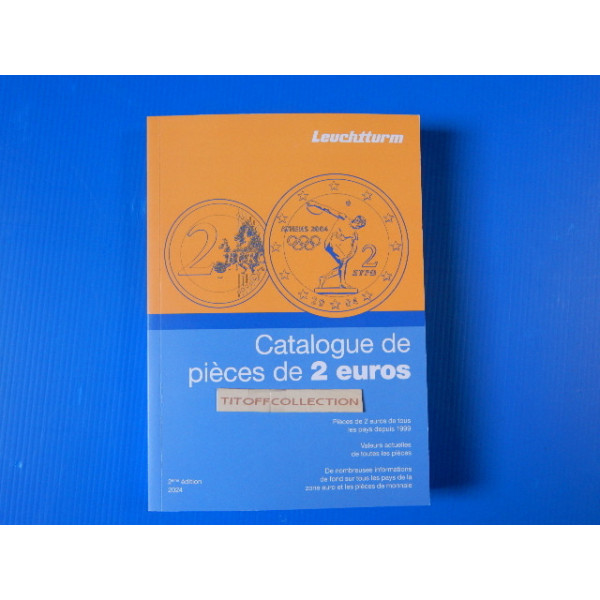 Leuchtturm
ATHENS 2004
2
2
ΕΥΡΩ
Catalogue de
pièces de 2 euros
TITOFFCOLLECTION
Pièces de 2 euros de tous
les pays depuis 1999
Valeurs actuelles
de toutes les pièces
De nombreuses informations
de fond sur tous les pays de la
zone euro et les pièces de monnaie
2ème édition
2024